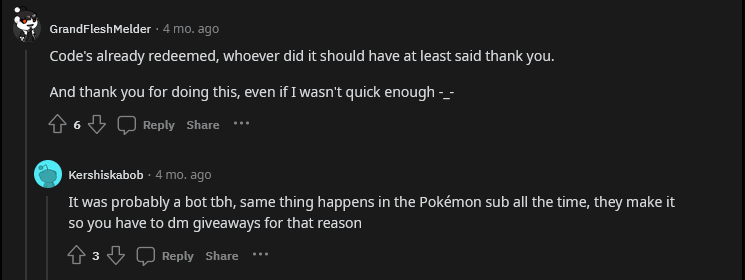 GrandFleshMelder · 4 mo. ago
Code's already redeemed, whoever did it should have at least said thank you.
And thank you for doing this, even if I wasn't quick enough -_-
6 Reply Share ···
Kershiskabob · 4 mo. ago
It was probably a bot tbh, same thing happens in the Pokémon sub all the time, they make it
so you have to dm giveaways for that reason
3 Reply Share ···